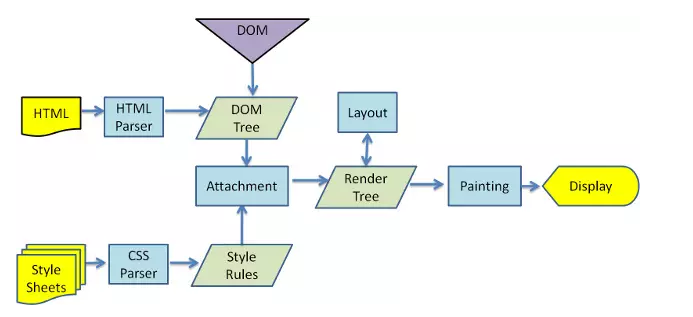 DOM
HTML
HTML
Parser
DOM
Tree
Layout
Attachment
Render
Tree
Painting
Display
Style
Sheets
CSS
Parser
Style
Rules